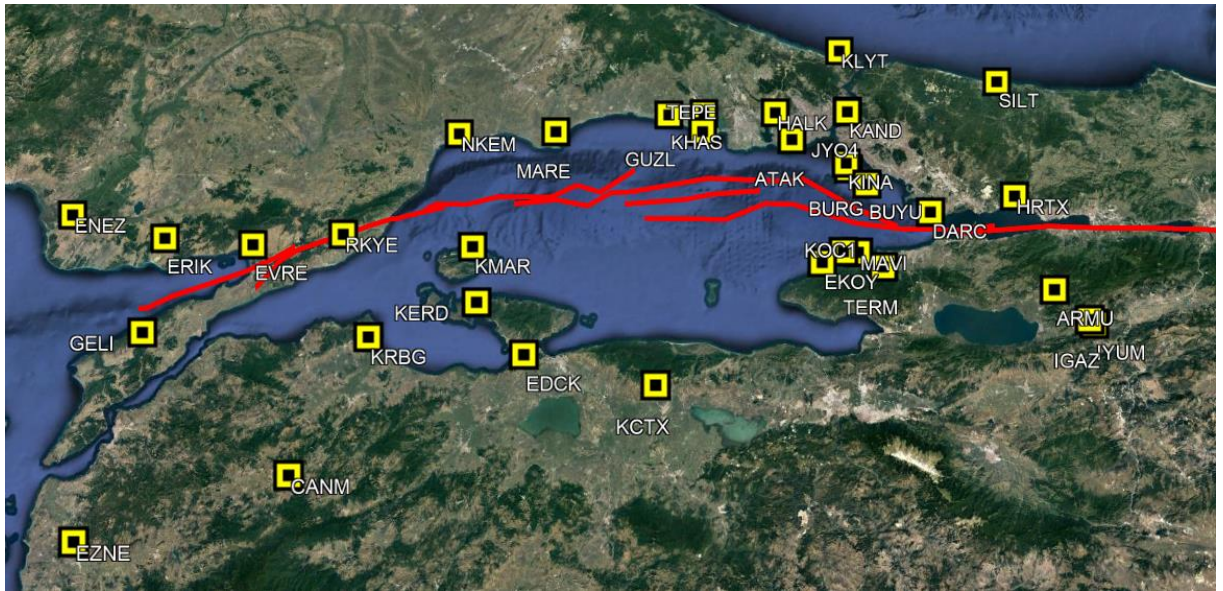 KLYT
SILT
TEPE
HALK
KAND
KHAS
NKEM
JYO4
MARE
GUZL
ATAK
KINA
BURG
BUYU
HRTX
ENEZ
RKYE
DARC
ERIK
EVRE
KMAR
KOC1
MAVI
EKOY
TERM
KERD
ARMU
GELI
KRBG
IYUM
IGAZ
EDCK
KCTX
CANM
EZNE